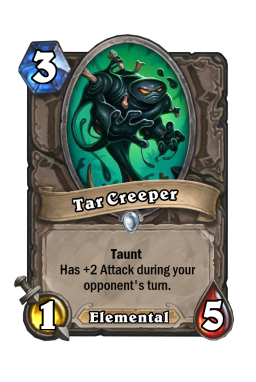 3
Tar Creeper
Taunt
Has +2 Attack during your
opponent's turn.
1
Elemental
5